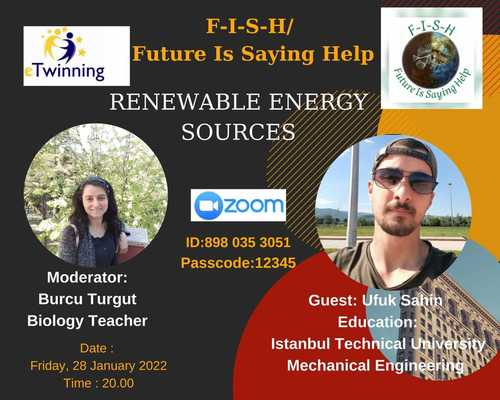 eTwinning
F-I-S-H/
Future Is Saying Help
F-I-S-H
Future Is Saying Help
RENEWABLE ENERGY
SOURCES
zoom
ID:898 035 3051
Passcode:12345
Moderator:
Burcu Turgut
Biology Teacher
Date :
Friday, 28 January 2022
Time : 20.00
Guest: Ufuk Sahin
Education:
Istanbul Technical University
Mechanical Engineering